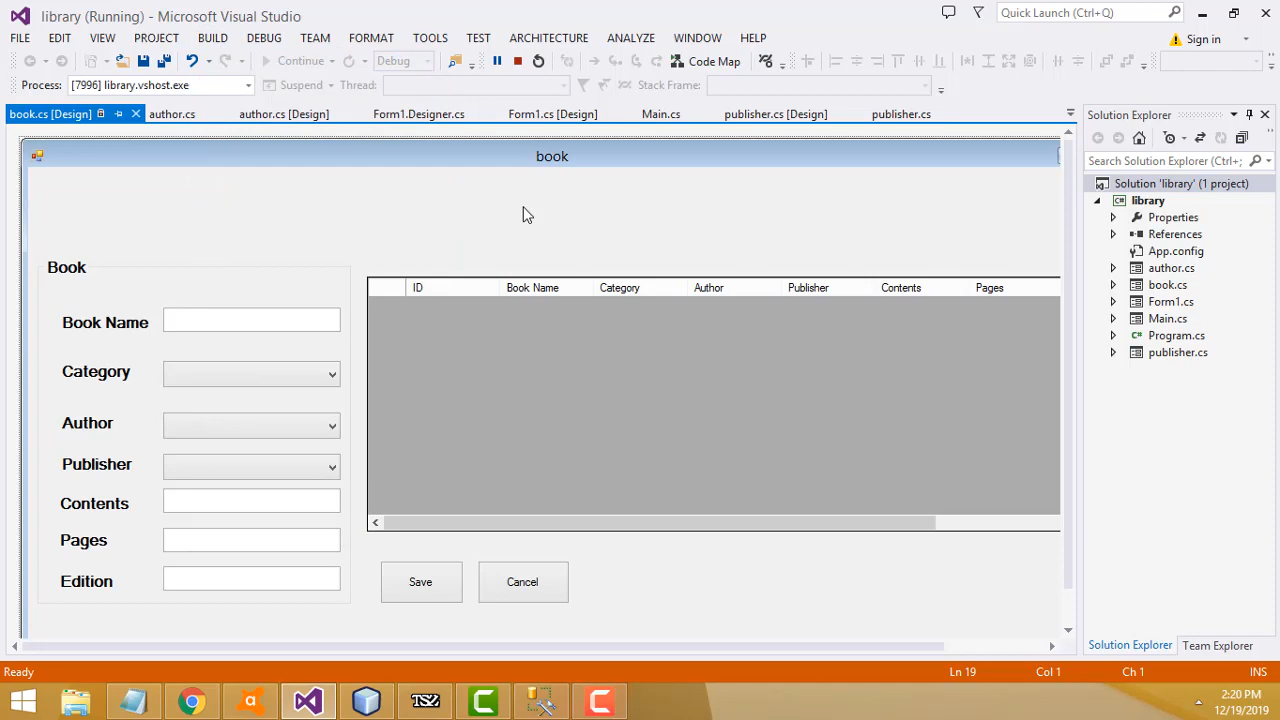 library (Running) - Microsoft Visual Studio
Quick Launch (Ctrl+Q)
FILE EDIT VIEW PROJECT BUILD DEBUG TEAM FORMAT TOOLS TEST ARCHITECTURE ANALYZE WINDOW HELP
Sign in
Continue Debug Code Map
Process: [7996] library.vshost.exe Suspend Thread: Stack Frame:
book.cs [Design] author.cs author.cs [Design] Form1.Designer.cs Form1.cs [Design] Main.cs publisher.cs [Design] publisher.cs
Solution Explorer
Search Solution Explorer (Ctrl+;
Solution 'library' (1 project)
library
Properties
References
App.config
author.cs
book.cs
Form1.cs
Main.cs
Program.cs
publisher.cs
book
Book
ID Book Name Category Author Publisher Contents Pages
Book Name
Category
Author
Publisher
Contents
Pages
Edition
Save Cancel
Solution Explorer Team Explorer
Ready Ln 19 Col 1 Ch 1 INS
TSZ
2:20 PM
12/19/2019